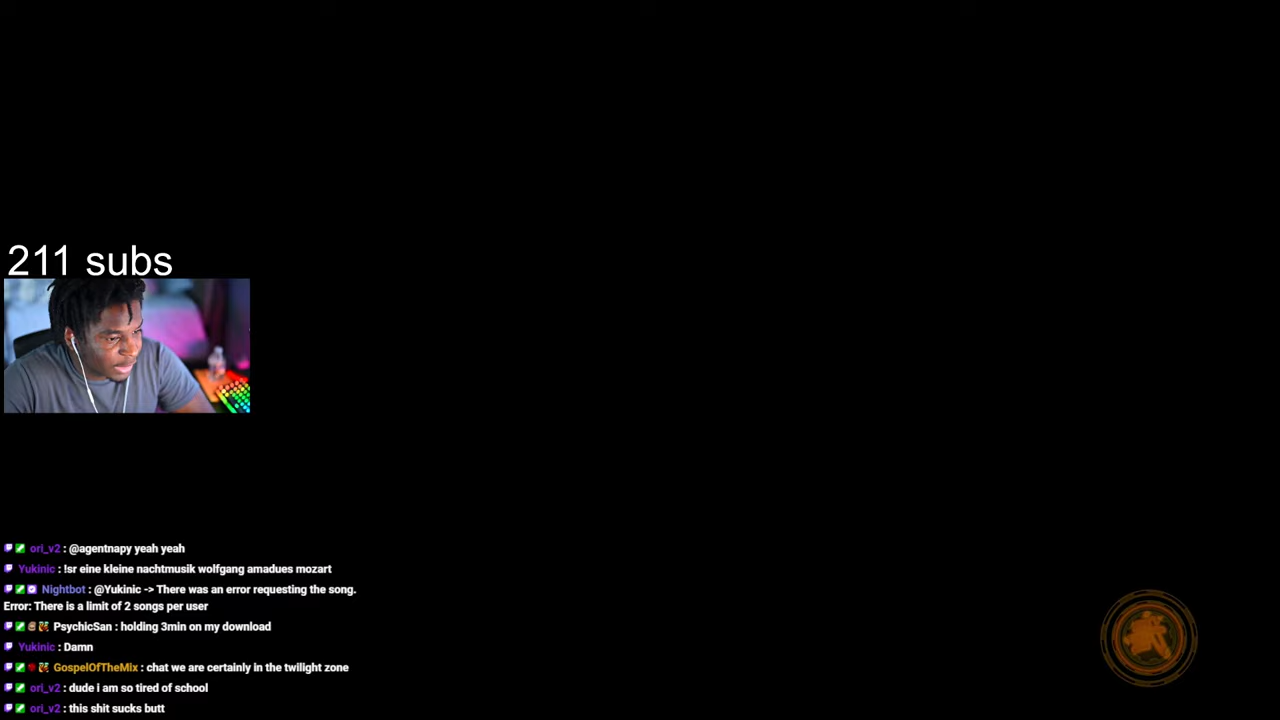 211 subs
ori_v2 : @agentnapy yeah yeah
Yukinic : !sr eine kleine nachtmusik wolfgang amadues mozart
Nightbot : @Yukinic -> There was an error requesting the song.
Error: There is a limit of 2 songs per user
PsychicSan : holding 3min on my download
Yukinic : Damn
GospelOfTheMix : chat we are certainly in the twilight zone
ori_v2 : dude i am so tired of school
ori_v2 : this shit sucks butt